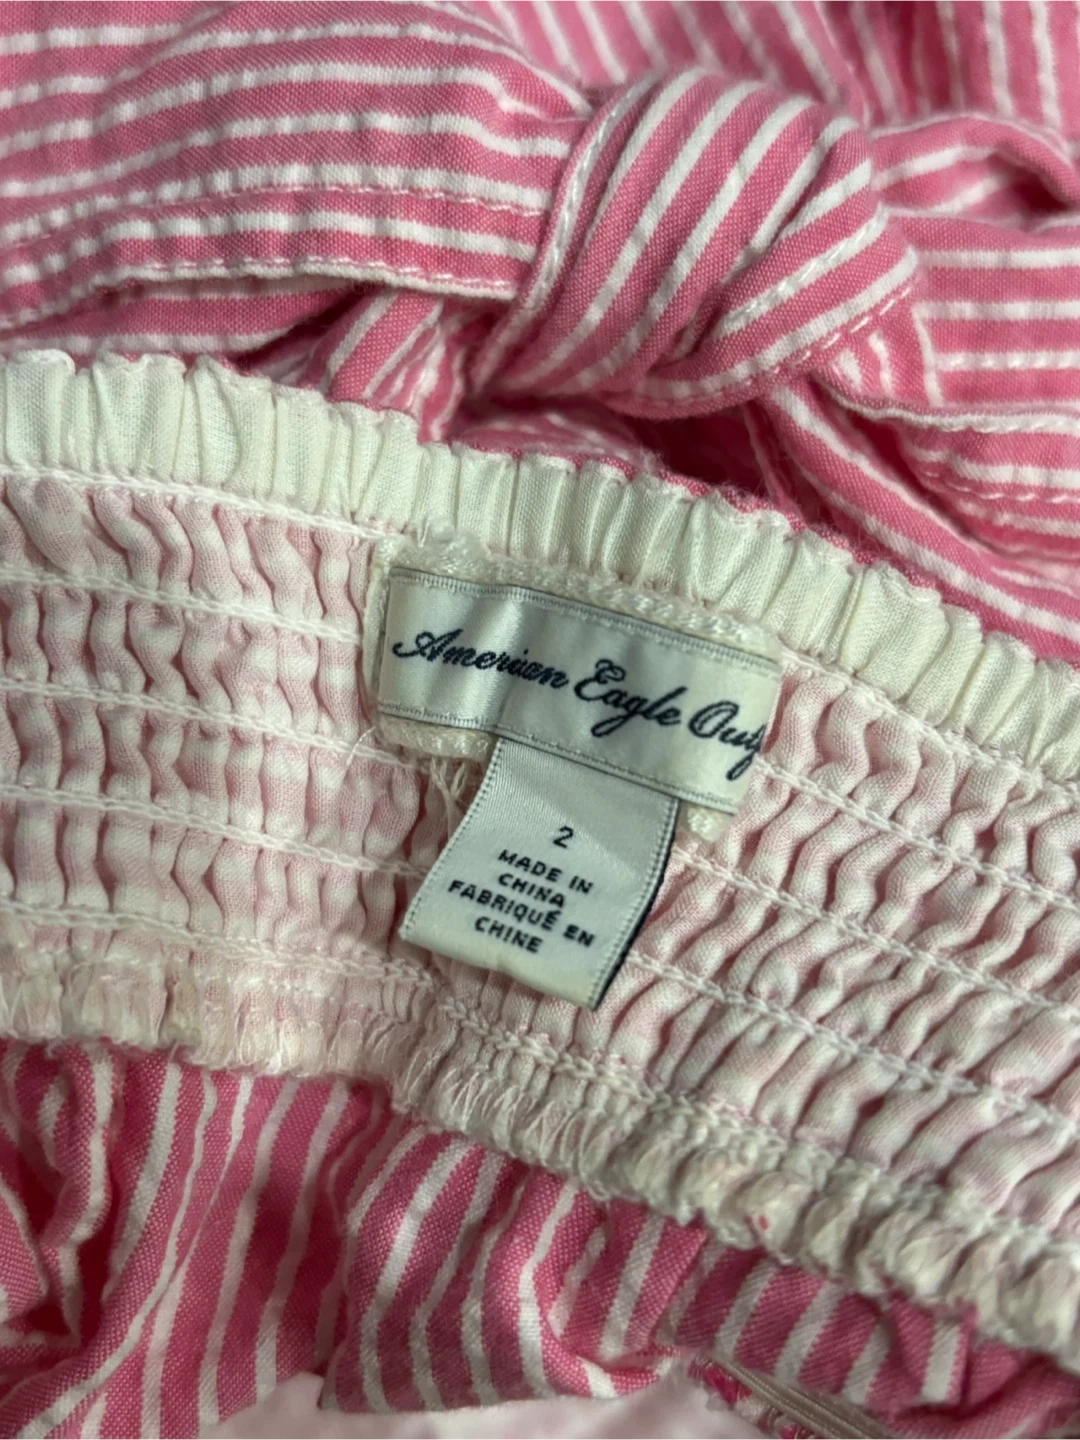 American Eagle Outf
2
MADE IN
CHINA
FABRIQUÉ EN
CHINE